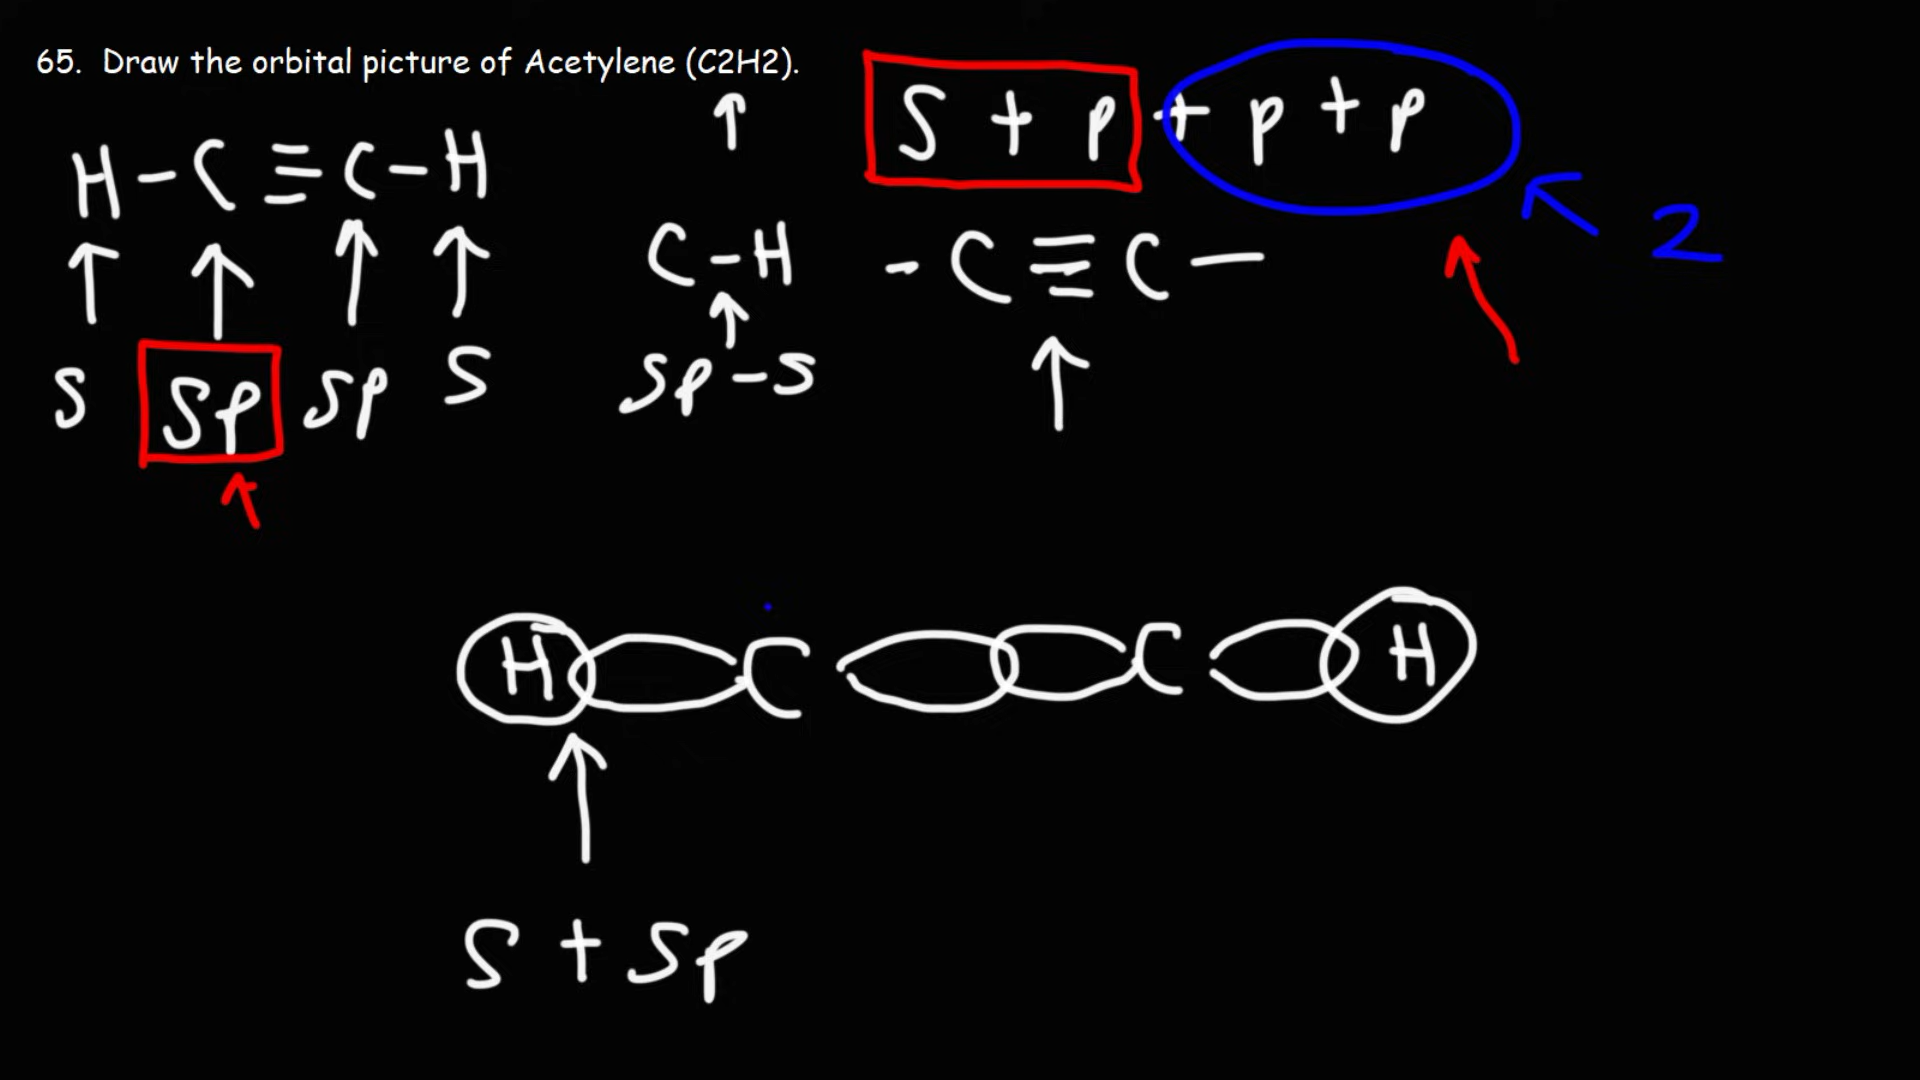 65. Draw the orbital picture of Acetylene (C2H2).
S + p + p + p
H - C ≡ C - H
2
C - H
- C ≡ C -
S Sp Sp S
Sp - S
H C C H
S + Sp